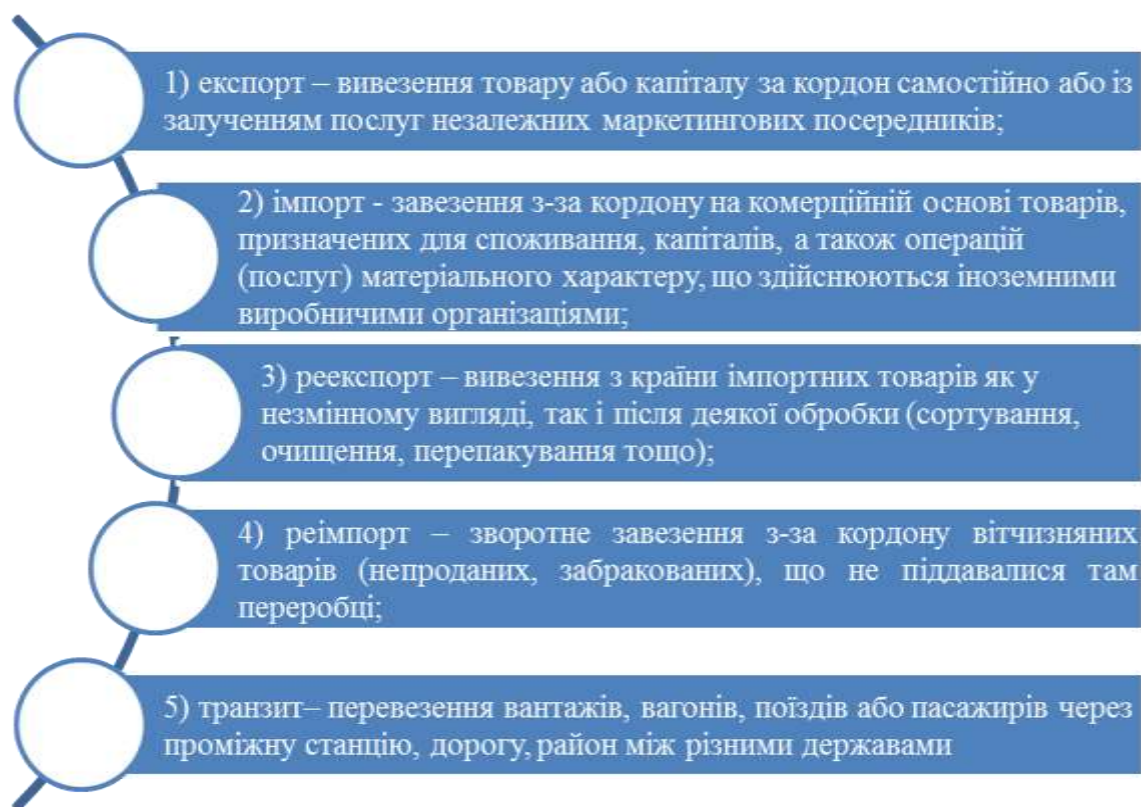 1) експорт – вивезення товару або капіталу за кордон самостійно або із
залученням послуг незалежних маркетингових посередників;
2) імпорт - завезення з-за кордону на комерційній основі товарів,
призначених для споживання, капіталів, а також операцій
(послуг) матеріального характеру, що здійснюються іноземними
виробничими організаціями;
3) реекспорт – вивезення з країни імпортних товарів як у
незмінному вигляді, так і після деякої обробки (сортування,
очищення, перепакування тощо);
4) реімпорт – зворотне завезення з-за кордону вітчизняних
товарів (непроданих, забракованих), що не піддавалися там
переробці;
5) транзит– перевезення вантажів, вагонів, поїздів або пасажирів через
проміжну станцію, дорогу, район між різними державами